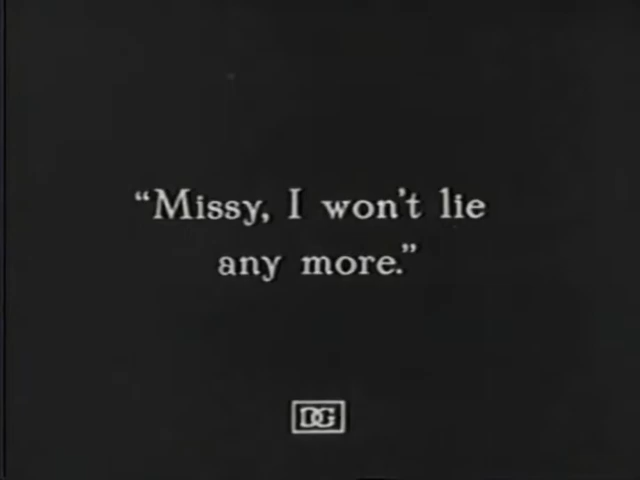 “Missy, I won't lie
any more.”
DG